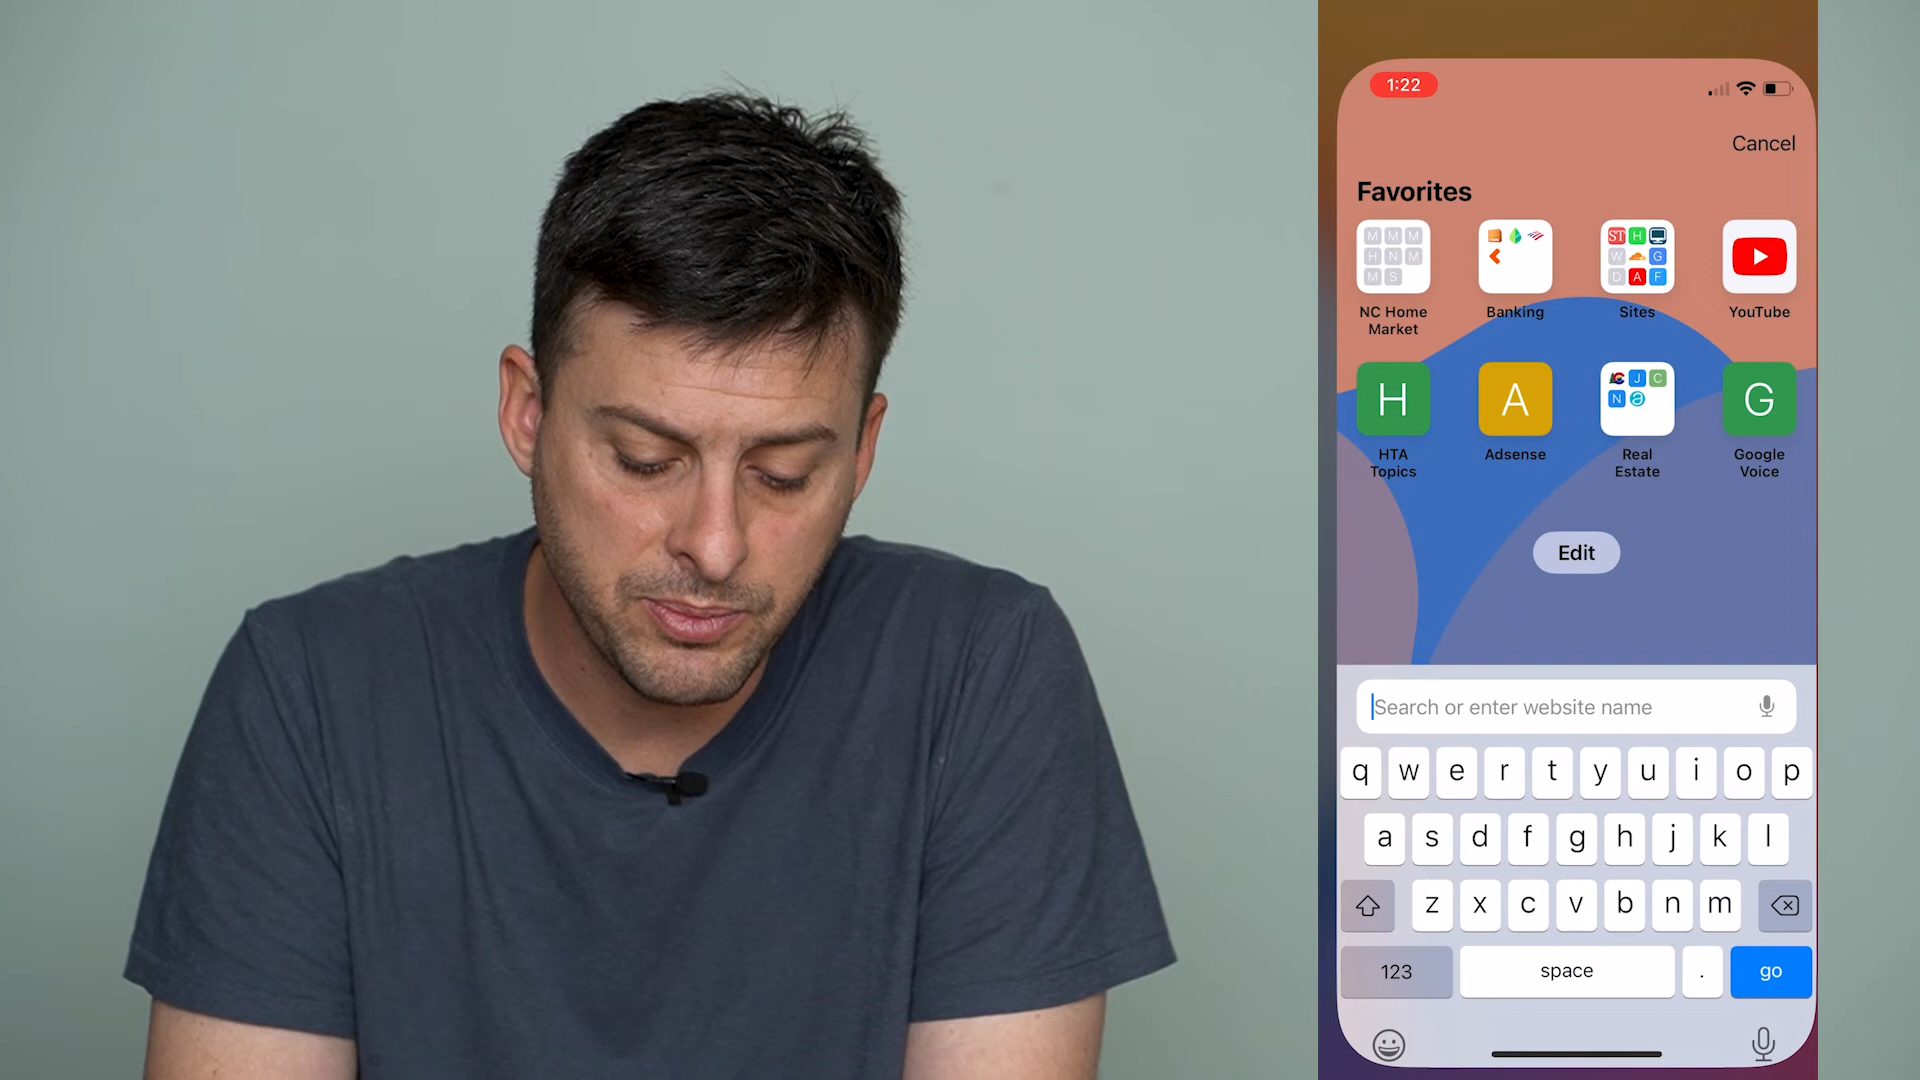 1:22
Cancel
Favorites
M M M
H N M
M S
ST H
W G
D A F
NC Home
Market
Banking
Sites
YouTube
H
A
J C
N
G
HTA
Topics
Adsense
Real
Estate
Google
Voice
Edit
Search or enter website name
q w e r t y u i o p
a s d f g h j k l
z x c v b n m
123 space . go